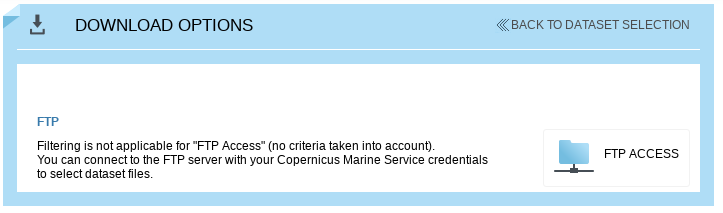 DOWNLOAD OPTIONS
BACK TO DATASET SELECTION
FTP
Filtering is not applicable for "FTP Access" (no criteria taken into account).
You can connect to the FTP server with your Copernicus Marine Service credentials
to select dataset files.
FTP ACCESS